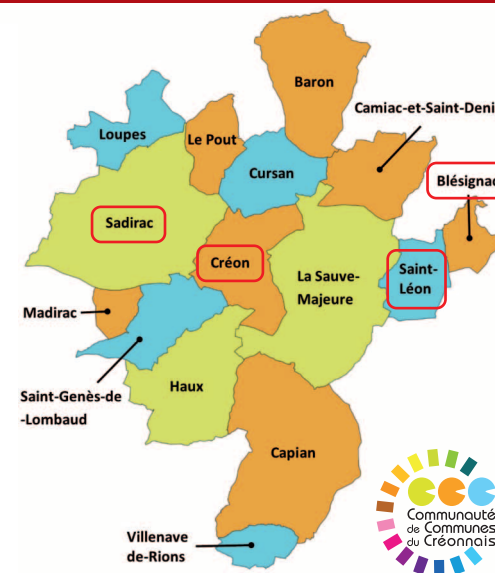 Baron
Camiac-et-Saint-Deni
Loupes
Le Pout
Cursan
Blésignac
Sadirac
Créon
La Sauve-
Majeure
Saint-
Léon
Madirac
Saint-Genès-de
-Lombaud
Haux
Capian
Villenave
de-Rions
Communauté
de Communes
du Créonnais